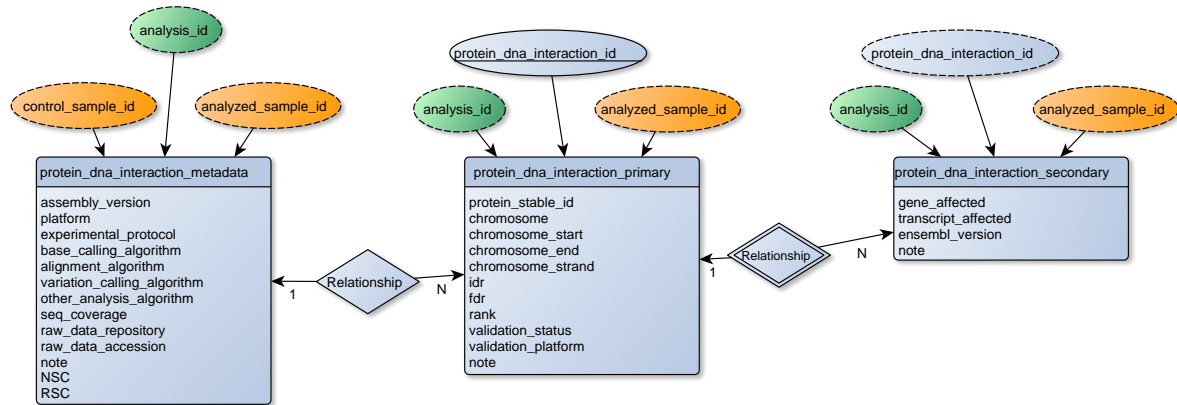 analysis_id
control_sample_id
analyzed_sample_id
protein_dna_interaction_metadata
assembly_version
platform
experimental_protocol
base_calling_algorithm
alignment_algorithm
variation_calling_algorithm
other_analysis_algorithm
seq_coverage
raw_data_repository
raw_data_accession
note
NSC
RSC
1
Relationship
N
protein_dna_interaction_id
analysis_id
analyzed_sample_id
protein_dna_interaction_primary
protein_stable_id
chromosome
chromosome_start
chromosome_end
chromosome_strand
idr
fdr
rank
validation_status
validation_platform
note
1
Relationship
N
protein_dna_interaction_id
analysis_id
analyzed_sample_id
protein_dna_interaction_secondary
gene_affected
transcript_affected
ensembl_version
note